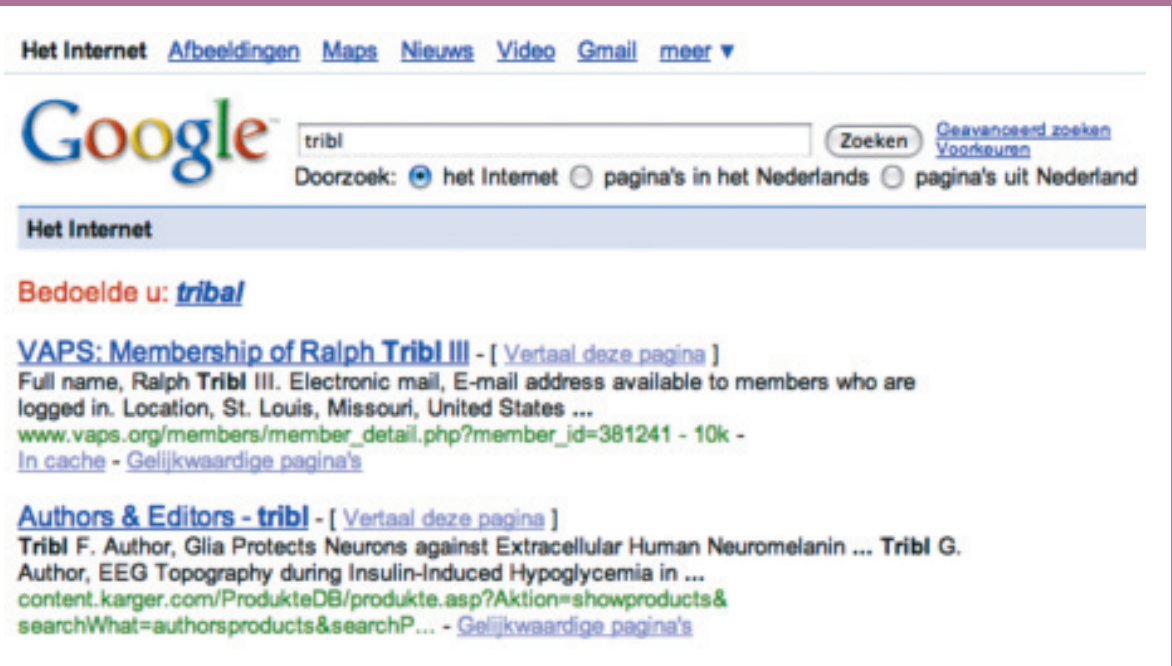 Het Internet Afbeeldingen Maps Nieuws Video Gmail meer ▼
Google™ tribl Zoeken Geavanceerd zoeken
Voorkeuren
Doorzoek: het Internet pagina's in het Nederlands pagina's uit Nederland
Het Internet
Bedoelde u: tribal
VAPS: Membership of Ralph Tribl III - [ Vertaal deze pagina ]
Full name, Ralph Tribl III. Electronic mail, E-mail address available to members who are
logged in. Location, St. Louis, Missouri, United States ...
www.vaps.org/members/member_detail.php?member_id=381241 - 10k -
In cache - Gelijkwaardige pagina's
Authors & Editors - tribl - [ Vertaal deze pagina ]
Tribl F. Author, Glia Protects Neurons against Extracellular Human Neuromelanin ... Tribl G.
Author, EEG Topography during Insulin-Induced Hypoglycemia in ...
content.karger.com/ProdukteDB/produkte.asp?Aktion=showproducts&
searchWhat=authorsproducts&searchP... - Gelijkwaardige pagina's